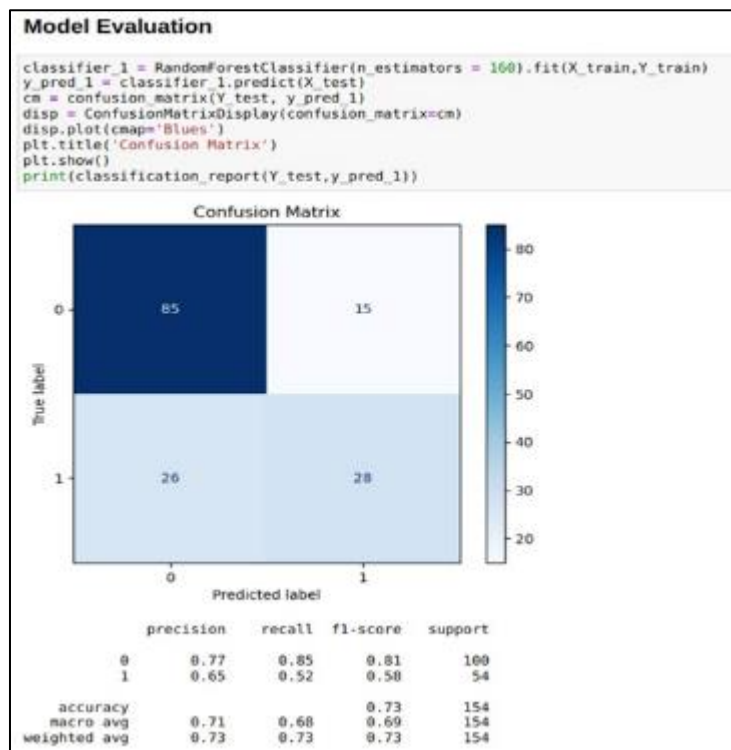 Model Evaluation
classifier_1 = RandomForestClassifier(n_estimators = 160).fit(X_train,Y_train)
y_pred_1 = classifier_1.predict(X_test)
cm = confusion_matrix(Y_test, y_pred_1)
disp = ConfusionMatrixDisplay(confusion_matrix=cm)
disp.plot(cmap='Blues')
plt.title('Confusion Matrix')
plt.show()
print(classification_report(Y_test,y_pred_1))
Confusion Matrix
0 85 15
1 26 28
0 1
True label
Predicted label
80
70
60
50
40
30
20
precision recall f1-score support
0 0.77 0.85 0.81 100
1 0.65 0.52 0.58 54
accuracy 0.73 154
macro avg 0.71 0.68 0.69 154
weighted avg 0.73 0.73 0.73 154